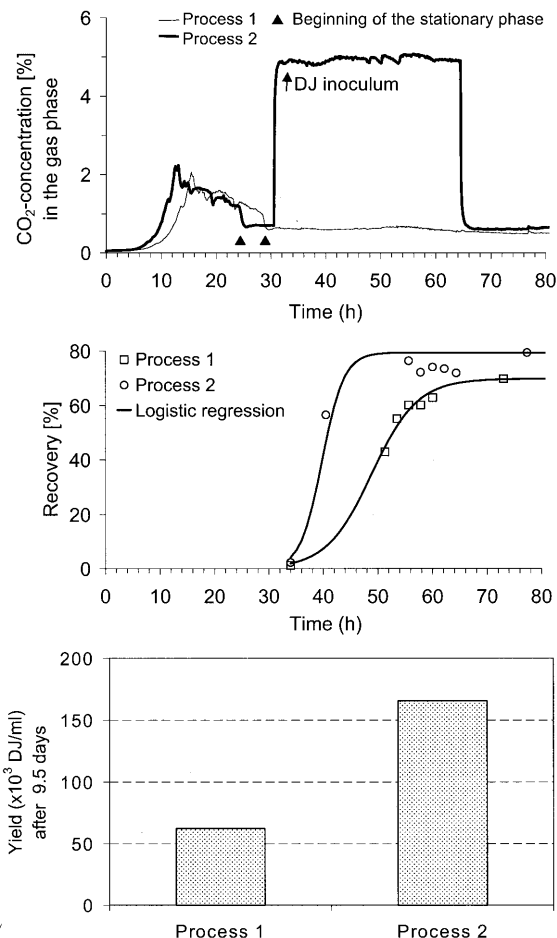 Process 1 ▲ Beginning of the stationary phase
Process 2
CO₂-concentration [%]
in the gas phase
6
4
2
0
DJ inoculum
0 10 20 30 40 50 60 70 80
Time (h)
Recovery [%]
80
60
40
20
0
Process 1
Process 2
Logistic regression
0 10 20 30 40 50 60 70 80
Time (h)
Yield (x10³ DJ/ml)
after 9.5 days
200
150
100
50
0
Process 1 Process 2